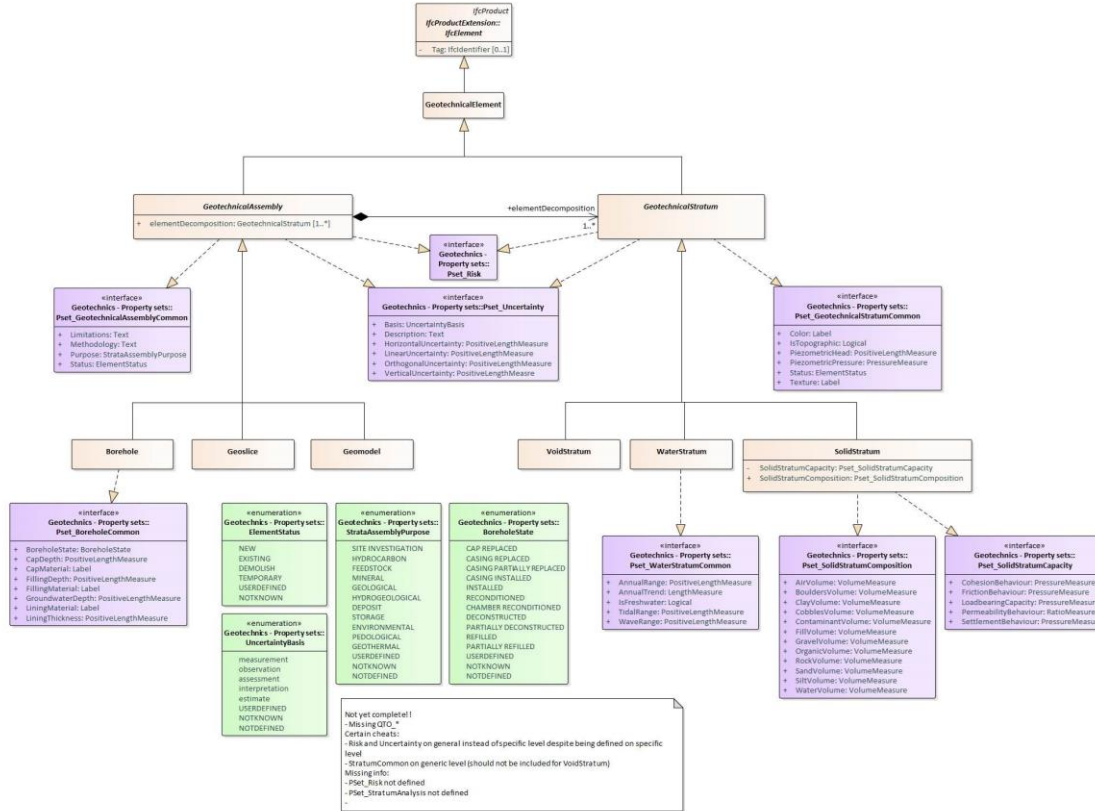 IfcProduct
IfcProductExtension::
IfcElement
- Tag: IfcIdentifier [0..1]
GeotechnicalElement
GeotechnicalAssembly
+ elementDecomposition: GeotechnicalStratum [1..*]
+elementDecomposition
1..*
GeotechnicalStratum
«interface»
Geotechnics -
Property sets::
Pset_Risk
«interface»
Geotechnics - Property sets::
Pset_GeotechnicalAssemblyCommon
+ Limitations: Text
+ Methodology: Text
+ Purpose: StrataAssemblyPurpose
+ Status: ElementStatus
«interface»
Geotechnics - Property sets::Pset_Uncertainty
+ Basis: UncertaintyBasis
+ Description: Text
+ HorizontalUncertainty: PositiveLengthMeasure
+ LinearUncertainty: PositiveLengthMeasure
+ OrthogonalUncertainty: PositiveLengthMeasure
+ VerticalUncertainty: PositiveLengthMeasre
«interface»
Geotechnics - Property sets::
Pset_GeotechnicalStratumCommon
+ Color: Label
+ IsTopographic: Logical
+ PiezometricHead: PositiveLengthMeasure
+ PiezometricPressure: PressureMeasure
+ Status: ElementStatus
+ Texture: Label
Borehole
Geoslice
Geomodel
VoidStratum
WaterStratum
SolidStratum
- SolidStratumCapacity: Pset_SolidStratumCapacity
+ SolidStratumComposition: Pset_SolidStratumComposition
«interface»
Geotechnics - Property sets::
Pset_BoreholeCommon
+ BoreholeState: BoreholeState
+ CapDepth: PositiveLengthMeasure
+ CapMaterial: Label
+ FillingDepth: PositiveLengthMeasure
+ FillingMaterial: Label
+ GroundwaterDepth: PositiveLengthMeasure
+ LiningMaterial: Label
+ LiningThickness: PositiveLengthMeasure
«enumeration»
Geotechnics - Property sets::
ElementStatus
NEW
EXISTING
DEMOLISH
TEMPORARY
USERDEFINED
NOTKNOWN
«enumeration»
Geotechnics - Property sets::
UncertaintyBasis
measurement
observation
assessment
interpretation
estimate
USERDEFINED
NOTKNOWN
NOTDEFINED
«enumeration»
Geotechnics - Property sets::
StrataAssemblyPurpose
SITE INVESTIGATION
HYDROCARBON
FEEDSTOCK
MINERAL
GEOLOGICAL
HYDROGEOLOGICAL
DEPOSIT
STORAGE
ENVIRONMENTAL
PEDOLOGICAL
GEOTHERMAL
USERDEFINED
NOTKNOWN
NOTDEFINED
«enumeration»
Geotechnics - Property sets::
BoreholeState
CAP REPLACED
CASING REPLACED
CASING PARTIALLY REPLACED
CASING INSTALLED
INSTALLED
RECONDITIONED
CHAMBER RECONDITIONED
DECONSTRUCTED
PARTIALLY DECONSTRUCTED
REFILLED
PARTIALLY REFILLED
USERDEFINED
NOTKNOWN
NOTDEFINED
«interface»
Geotechnics - Property sets::
Pset_WaterStratumCommon
+ AnnualRange: PositiveLengthMeasure
+ AnnualTrend: LengthMeasure
+ IsFreshwater: Logical
+ TidalRange: PositiveLengthMeasure
+ WaveRange: PositiveLengthMeasure
«interface»
Geotechnics - Property sets::
Pset_SolidStratumComposition
+ AirVolume: VolumeMeasure
+ BouldersVolume: VolumeMeasure
+ ClayVolume: VolumeMeasure
+ CobblesVolume: VolumeMeasure
+ ContaminantVolume: VolumeMeasure
+ FillVolume: VolumeMeasure
+ GravelVolume: VolumeMeasure
+ OrganicVolume: VolumeMeasure
+ RockVolume: VolumeMeasure
+ SandVolume: VolumeMeasure
+ SiltVolume: VolumeMeasure
+ WaterVolume: VolumeMeasure
«interface»
Geotechnics - Property sets::
Pset_SolidStratumCapacity
+ CohesionBehaviour: PressureMeasure
+ FrictionBehaviour: PressureMeasure
+ LoadbearingCapacity: PressureMeasure
+ PermeabilityBehaviour: RatioMeasure
+ SettlementBehaviour: PressureMeasure
Not yet complete!!
- Missing QTO_*
Certain cheats:
- Risk and Uncertainty on general instead of specific level despite being defined on specific
level
- StratumCommon on generic level (should not be included for VoidStratum)
Missing info:
- PSet_Risk not defined
- PSet_StratumAnalysis not defined
-